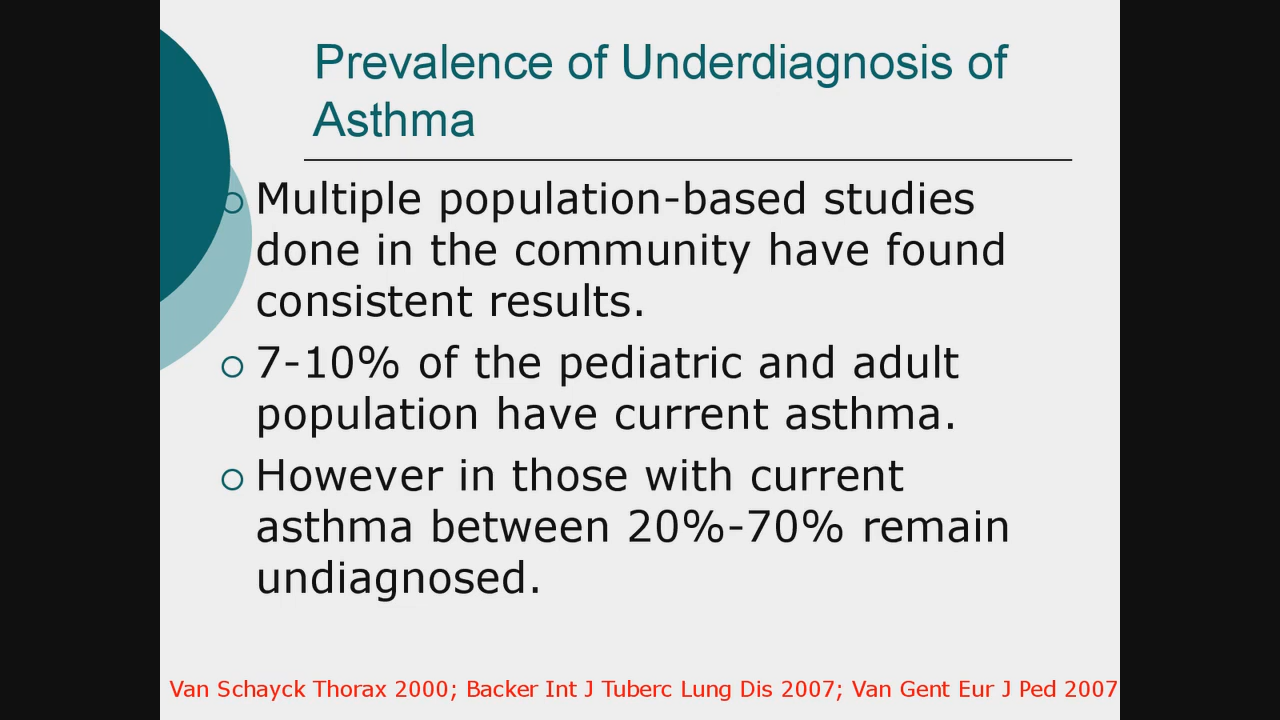 Prevalence of Underdiagnosis of
Asthma
Multiple population-based studies
done in the community have found
consistent results.
7-10% of the pediatric and adult
population have current asthma.
However in those with current
asthma between 20%-70% remain
undiagnosed.
Van Schayck Thorax 2000; Backer Int J Tuberc Lung Dis 2007; Van Gent Eur J Ped 2007